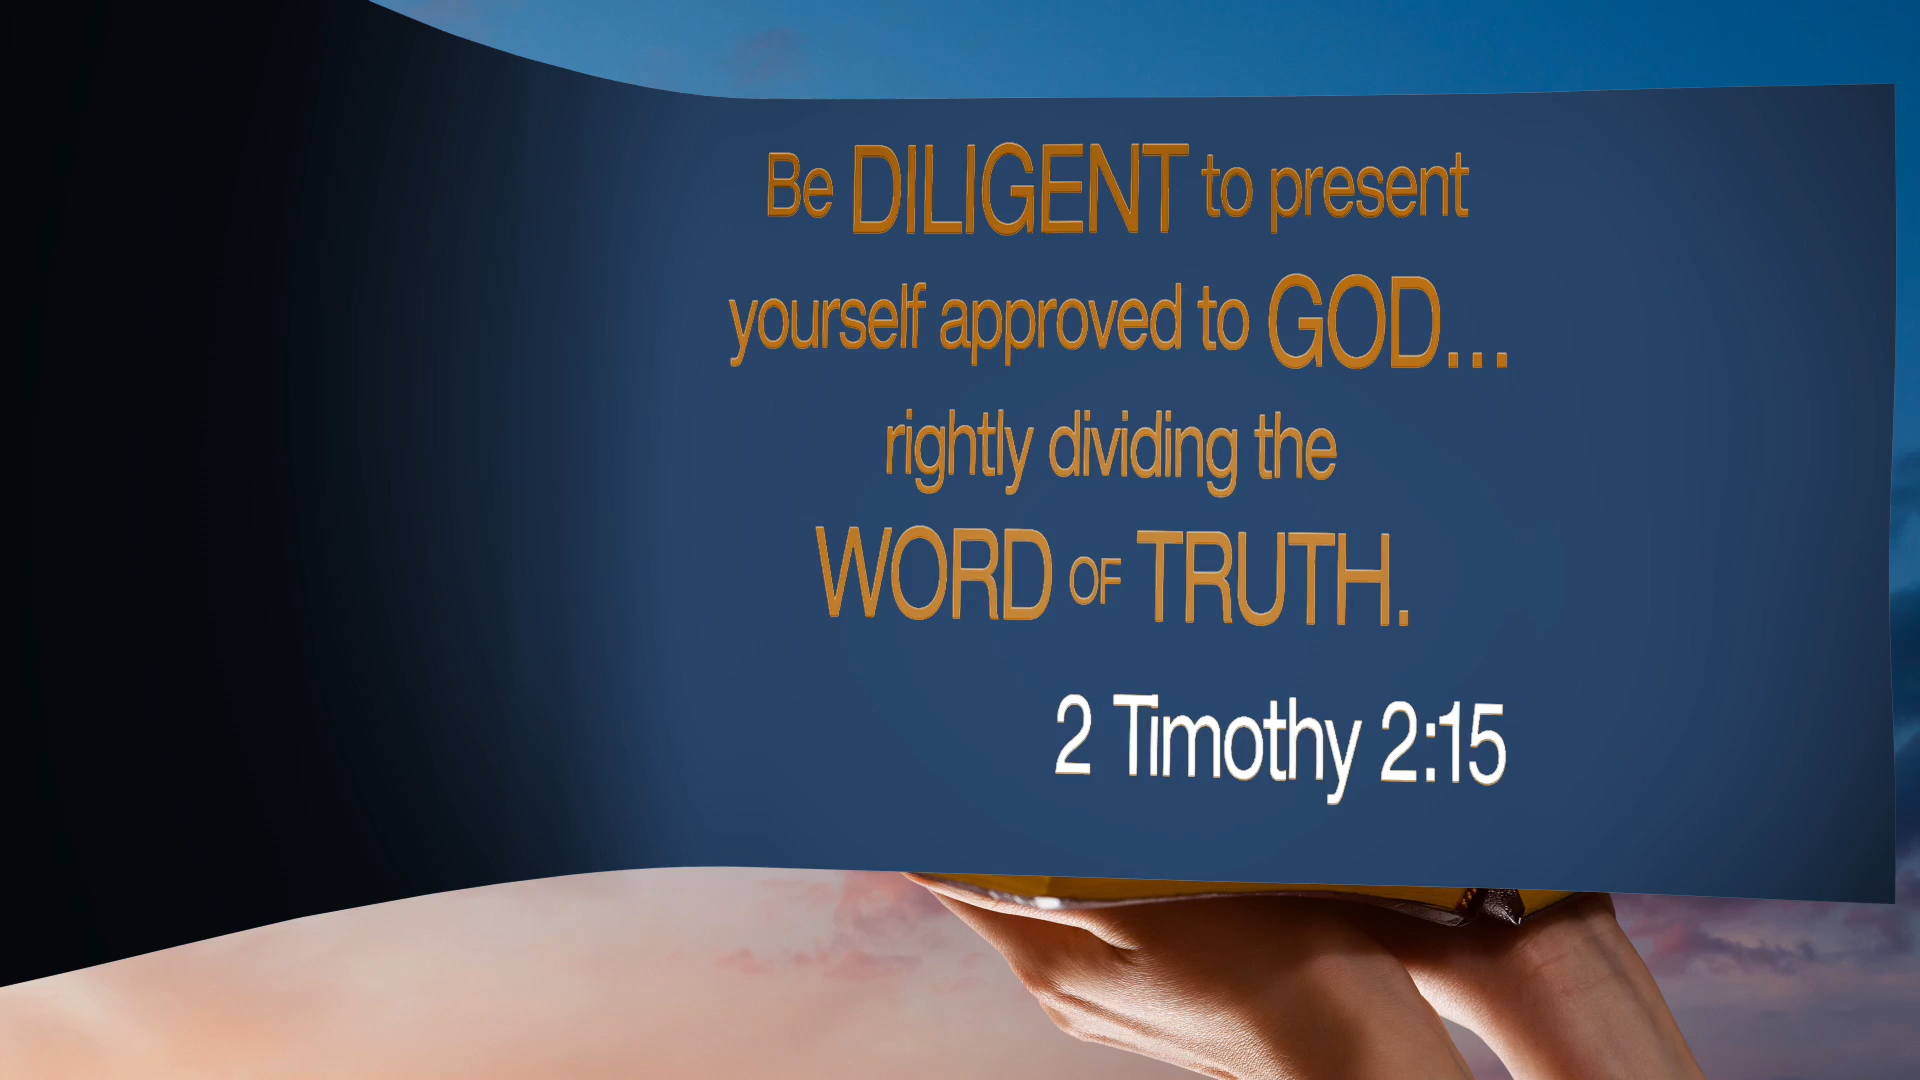 Be DILIGENT to present
yourself approved to GOD...
rightly dividing the
WORD OF TRUTH.
2 Timothy 2:15